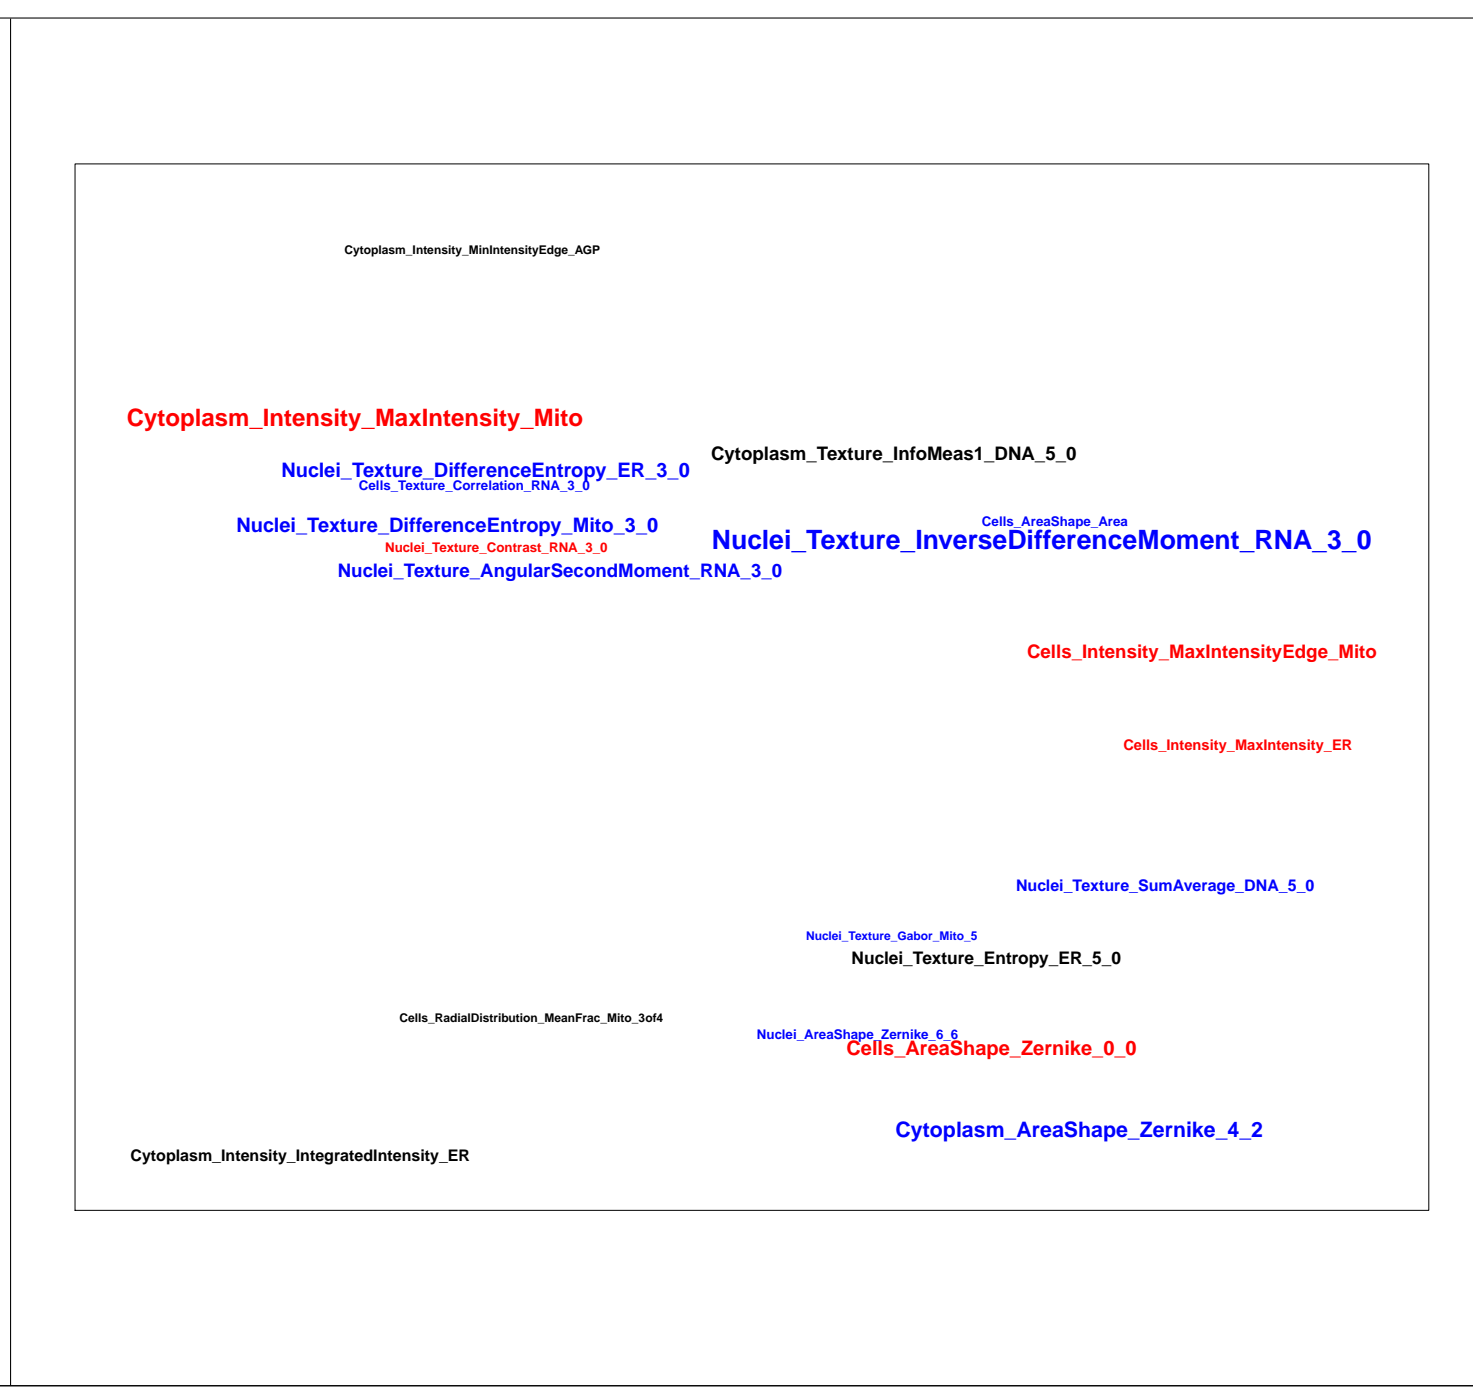 Cytoplasm_Intensity_MinIntensityEdge_AGP
Cytoplasm_Intensity_MaxIntensity_Mito
Cytoplasm_Texture_InfoMeas1_DNA_5_0
Nuclei_Texture_DifferenceEntropy_ER_3_0
Cells_Texture_Correlation_RNA_3_0
Cells_AreaShape_Area
Nuclei_Texture_DifferenceEntropy_Mito_3_0
Nuclei_Texture_InverseDifferenceMoment_RNA_3_0
Nuclei_Texture_Contrast_RNA_3_0
Nuclei_Texture_AngularSecondMoment_RNA_3_0
Cells_Intensity_MaxIntensityEdge_Mito
Cells_Intensity_MaxIntensity_ER
Nuclei_Texture_SumAverage_DNA_5_0
Nuclei_Texture_Gabor_Mito_5
Nuclei_Texture_Entropy_ER_5_0
Cells_RadialDistribution_MeanFrac_Mito_3of4
Nuclei_AreaShape_Zernike_6_6
Cells_AreaShape_Zernike_0_0
Cytoplasm_AreaShape_Zernike_4_2
Cytoplasm_Intensity_IntegratedIntensity_ER